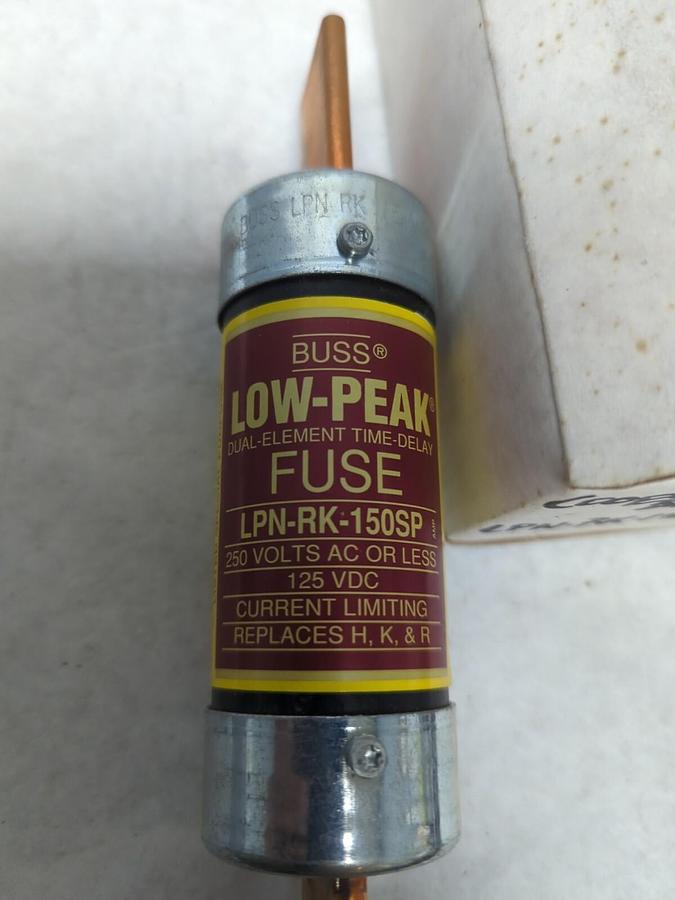 BUSS LPN RK
BUSS®
LOW-PEAK®
DUAL-ELEMENT TIME-DELAY
FUSE
LPN-RK-150SP AMP
250 VOLTS AC OR LESS
125 VDC
CURRENT LIMITING
REPLACES H, K, & R